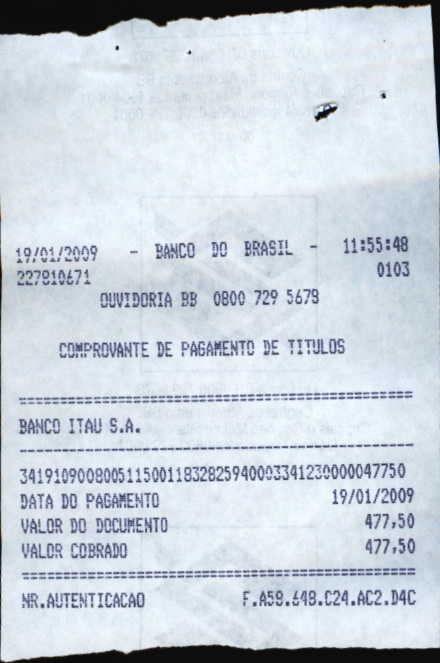 19/01/2009 - BANCO DO BRASIL - 11:55:48
227810671 0103
OUVIDORIA BB 0800 729 5678
COMPROVANTE DE PAGAMENTO DE TITULOS
================================================
BANCO ITAU S.A.
------------------------------------------------
34191090080051150011832825940003341230000047750
DATA DO PAGAMENTO 19/01/2009
VALOR DO DOCUMENTO 477,50
VALOR COBRADO 477,50
================================================
NR.AUTENTICACAO F.A58.648.C24.AC2.D4C